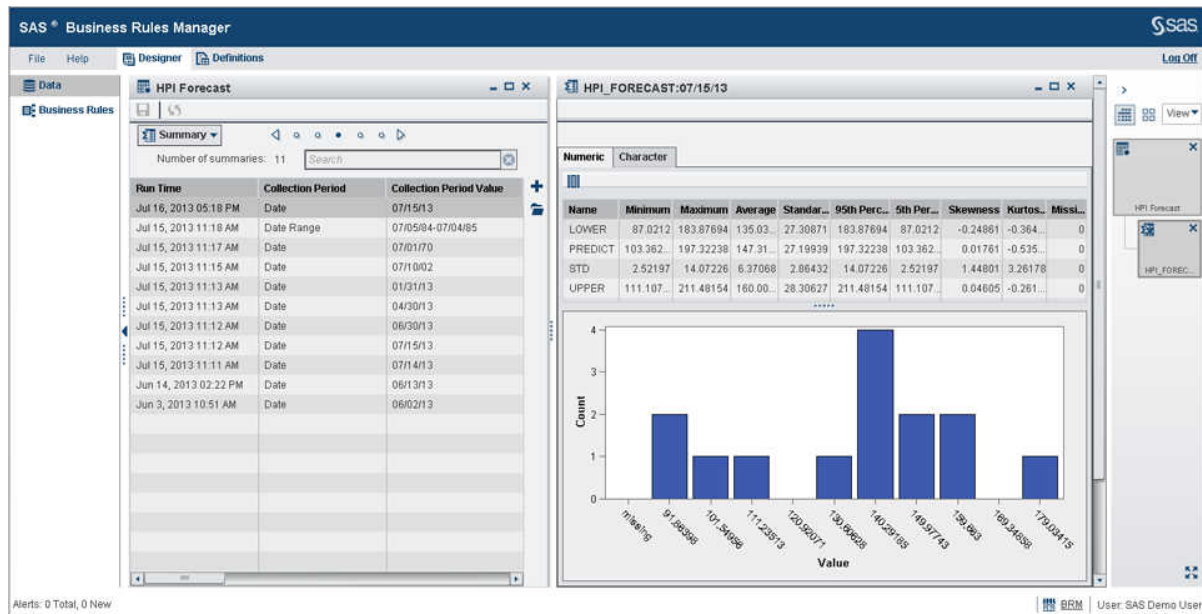 SAS ® Business Rules Manager
sas
File Help Designer Definitions Log Off
Data
Business Rules
HPI Forecast
Summary
Number of summaries: 11 Search
Run Time Collection Period Collection Period Value
Jul 16, 2013 05:18 PM Date 07/15/13
Jul 15, 2013 11:18 AM Date Range 07/05/84-07/04/85
Jul 15, 2013 11:17 AM Date 07/01/70
Jul 15, 2013 11:15 AM Date 07/10/02
Jul 15, 2013 11:13 AM Date 01/31/13
Jul 15, 2013 11:13 AM Date 04/30/13
Jul 15, 2013 11:12 AM Date 06/30/13
Jul 15, 2013 11:12 AM Date 07/15/13
Jul 15, 2013 11:11 AM Date 07/14/13
Jun 14, 2013 02:22 PM Date 06/13/13
Jun 3, 2013 10:51 AM Date 06/02/13
HPI_FORECAST:07/15/13
Numeric Character
Name Minimum Maximum Average Standar... 95th Perc... 5th Per... Skewness Kurtos... Missi...
LOWER 87.0212 183.87694 135.03... 27.30871 183.87694 87.0212 -0.24861 -0.364... 0
PREDICT 103.362... 197.32238 147.31... 27.19939 197.32238 103.362... 0.01761 -0.535... 0
STD 2.52197 14.07226 6.37068 2.86432 14.07226 2.52197 1.44801 3.26178 0
UPPER 111.107... 211.48154 160.00... 28.30627 211.48154 111.107... 0.04605 -0.261... 0
Count
4
3
2
1
0
missing 91.86398 101.54956 111.23513 120.92071 130.60628 140.29185 149.97743 159.663 169.34858 179.03415
Value
View
HPI Forecast
HPI_FOREC...
Alerts: 0 Total, 0 New
BRM User: SAS Demo User